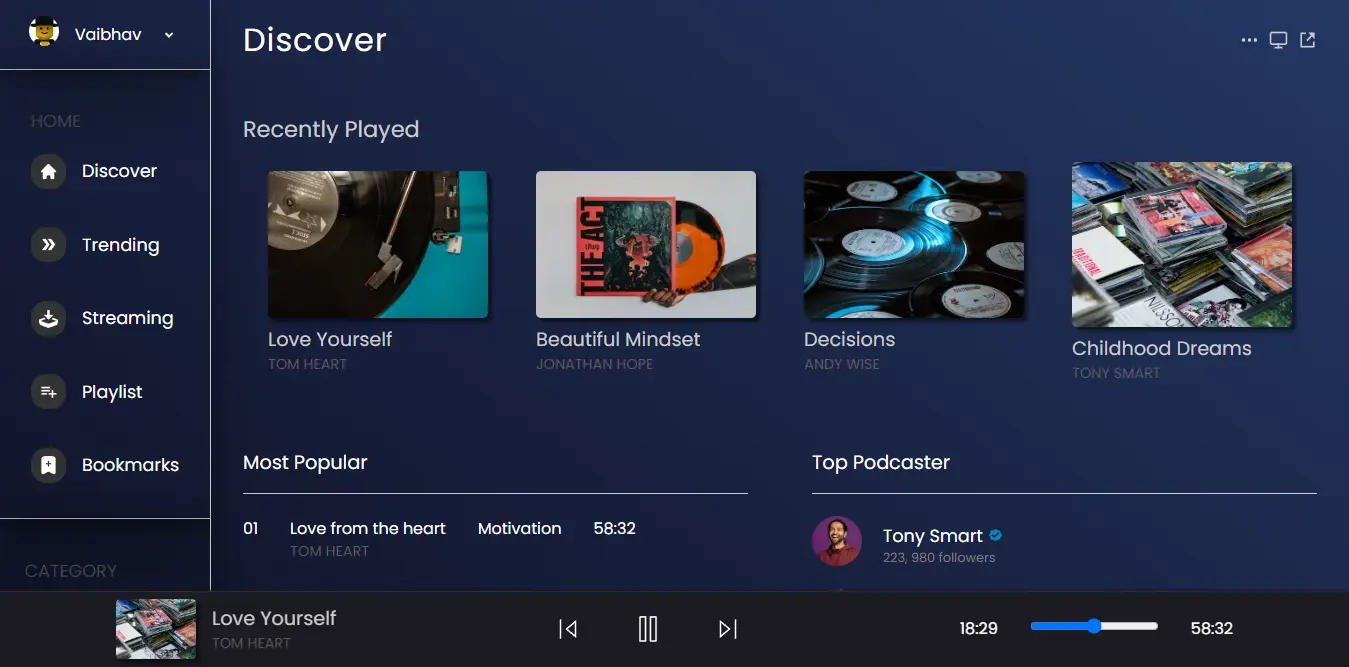 Vaibhav
Discover
HOME
Discover
Trending
Streaming
Playlist
Bookmarks
CATEGORY
Recently Played
THE ACT
Love Yourself
TOM HEART
Beautiful Mindset
JONATHAN HOPE
Decisions
ANDY WISE
NILSSON
Childhood Dreams
TONY SMART
Most Popular
01 Love from the heart Motivation 58:32
TOM HEART
Top Podcaster
Tony Smart
223, 980 followers
Love Yourself
TOM HEART
18:29
58:32